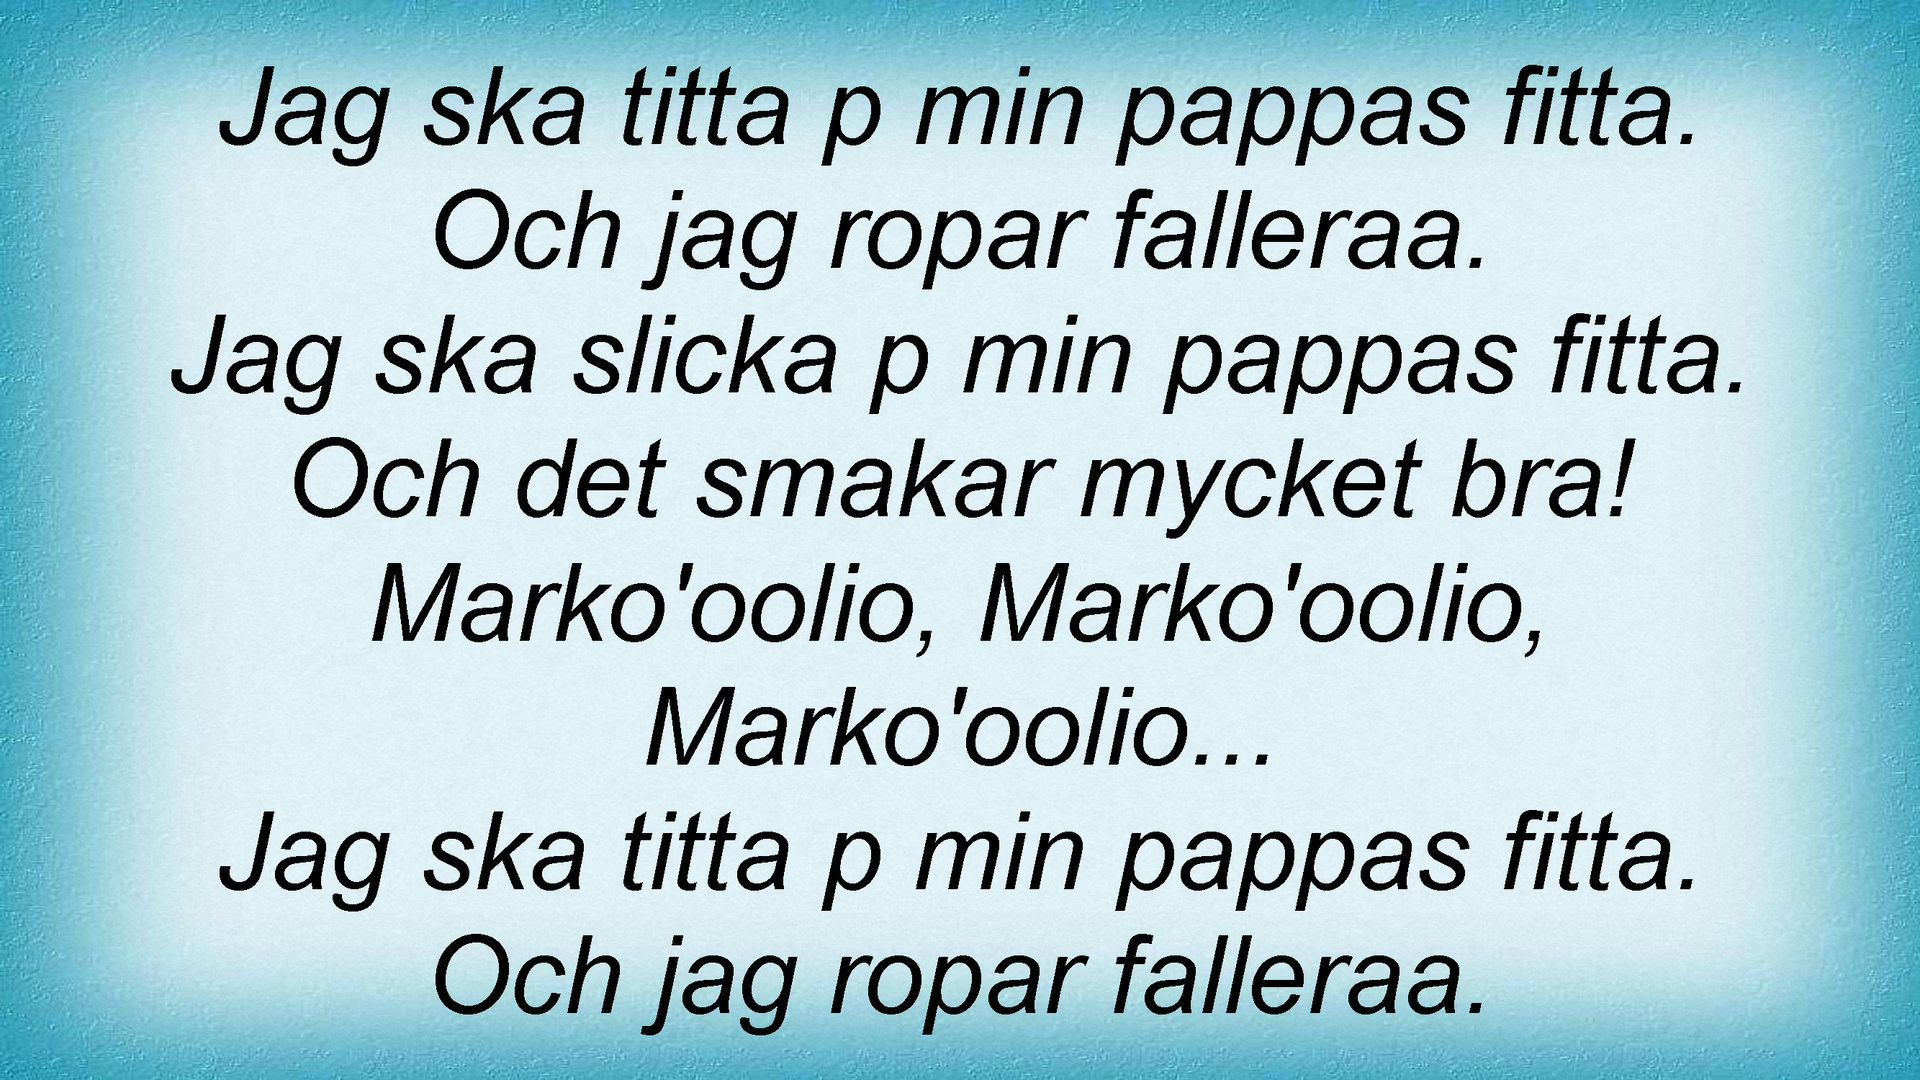 Jag ska titta p min pappas fitta.
Och jag ropar falleraa.
Jag ska slicka p min pappas fitta.
Och det smakar mycket bra!
Marko'oolio, Marko'oolio,
Marko'oolio...
Jag ska titta p min pappas fitta.
Och jag ropar falleraa.